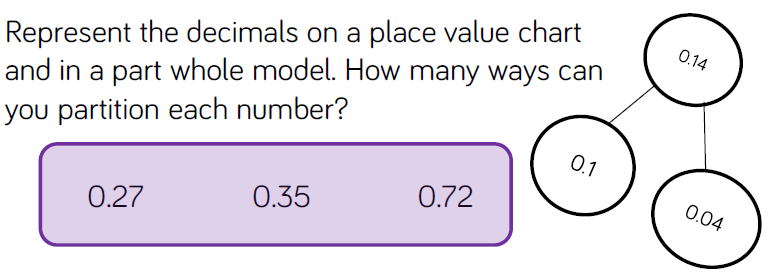 Represent the decimals on a place value chart
and in a part whole model. How many ways can
you partition each number?
0.27 0.35 0.72
0.14
0.1
0.04